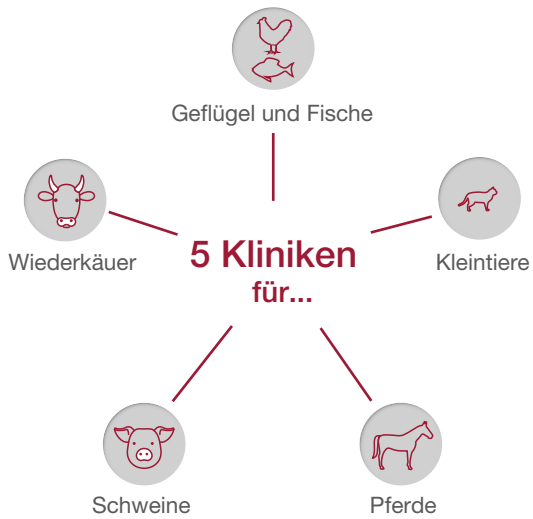 Geflügel und Fische
Wiederkäuer
5 Kliniken
für...
Kleintiere
Schweine
Pferde